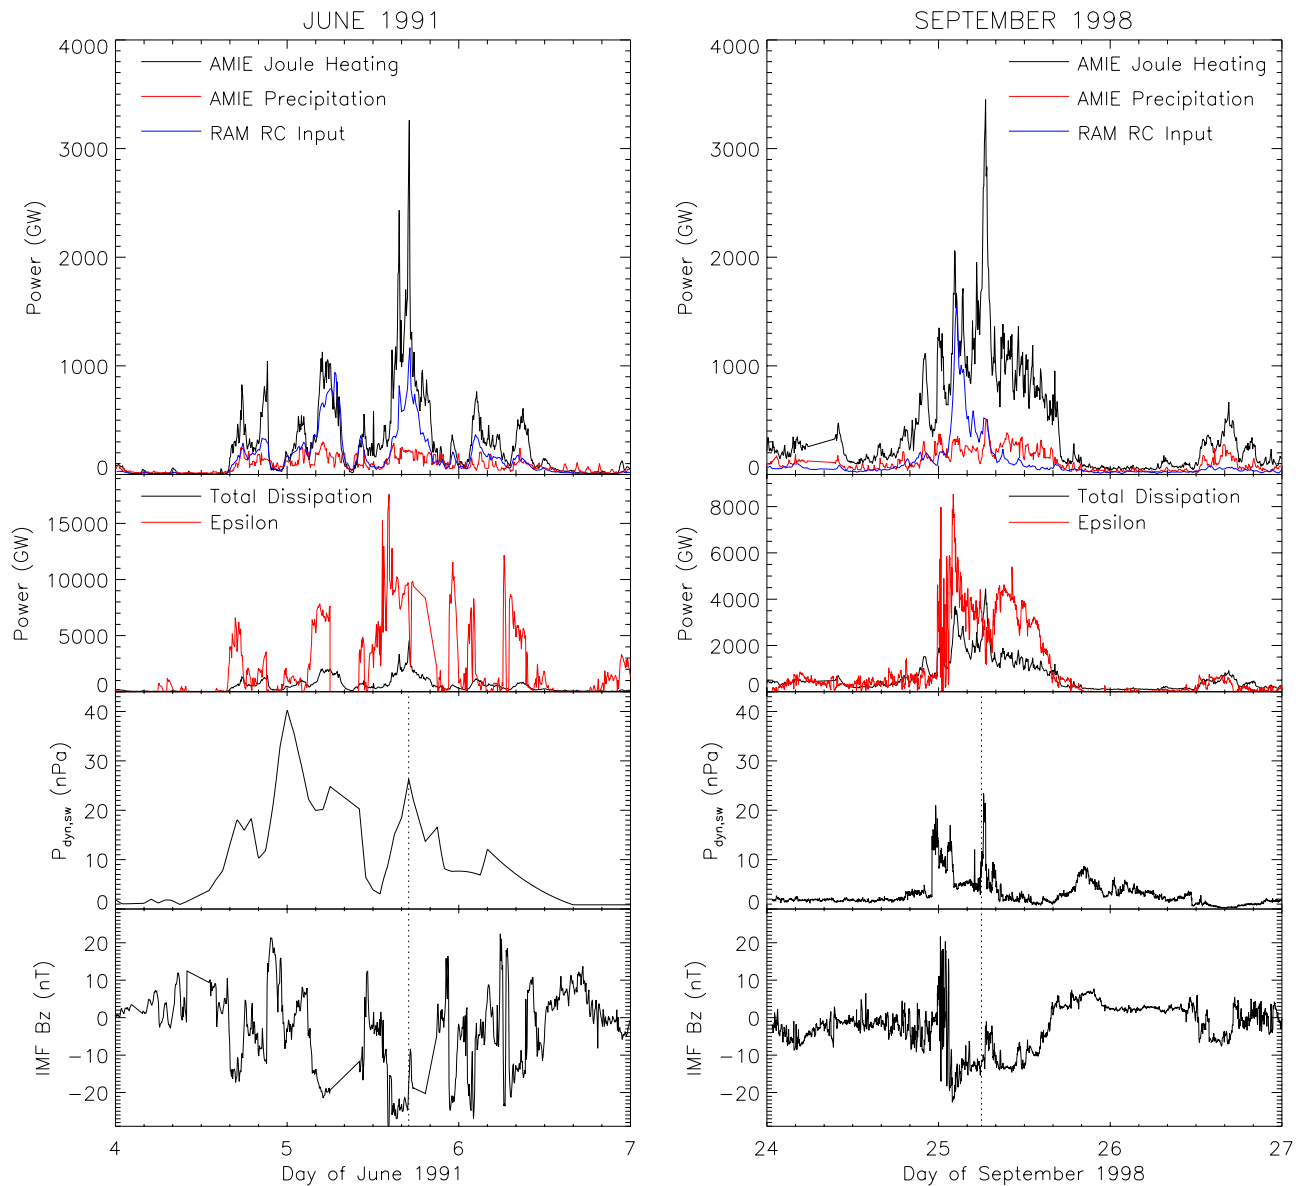 JUNE 1991
4000
3000
2000
1000
0
Power (GW)
AMIE Joule Heating
AMIE Precipitation
RAM RC Input
15000
10000
5000
0
Power (GW)
Total Dissipation
Epsilon
40
30
20
10
0
Pdyn,sw (nPa)
20
10
0
−10
−20
IMF Bz (nT)
4 5 6 7
Day of June 1991
SEPTEMBER 1998
4000
3000
2000
1000
0
Power (GW)
AMIE Joule Heating
AMIE Precipitation
RAM RC Input
8000
6000
4000
2000
0
Power (GW)
Total Dissipation
Epsilon
40
30
20
10
0
Pdyn,sw (nPa)
20
10
0
−10
−20
IMF Bz (nT)
24 25 26 27
Day of September 1998